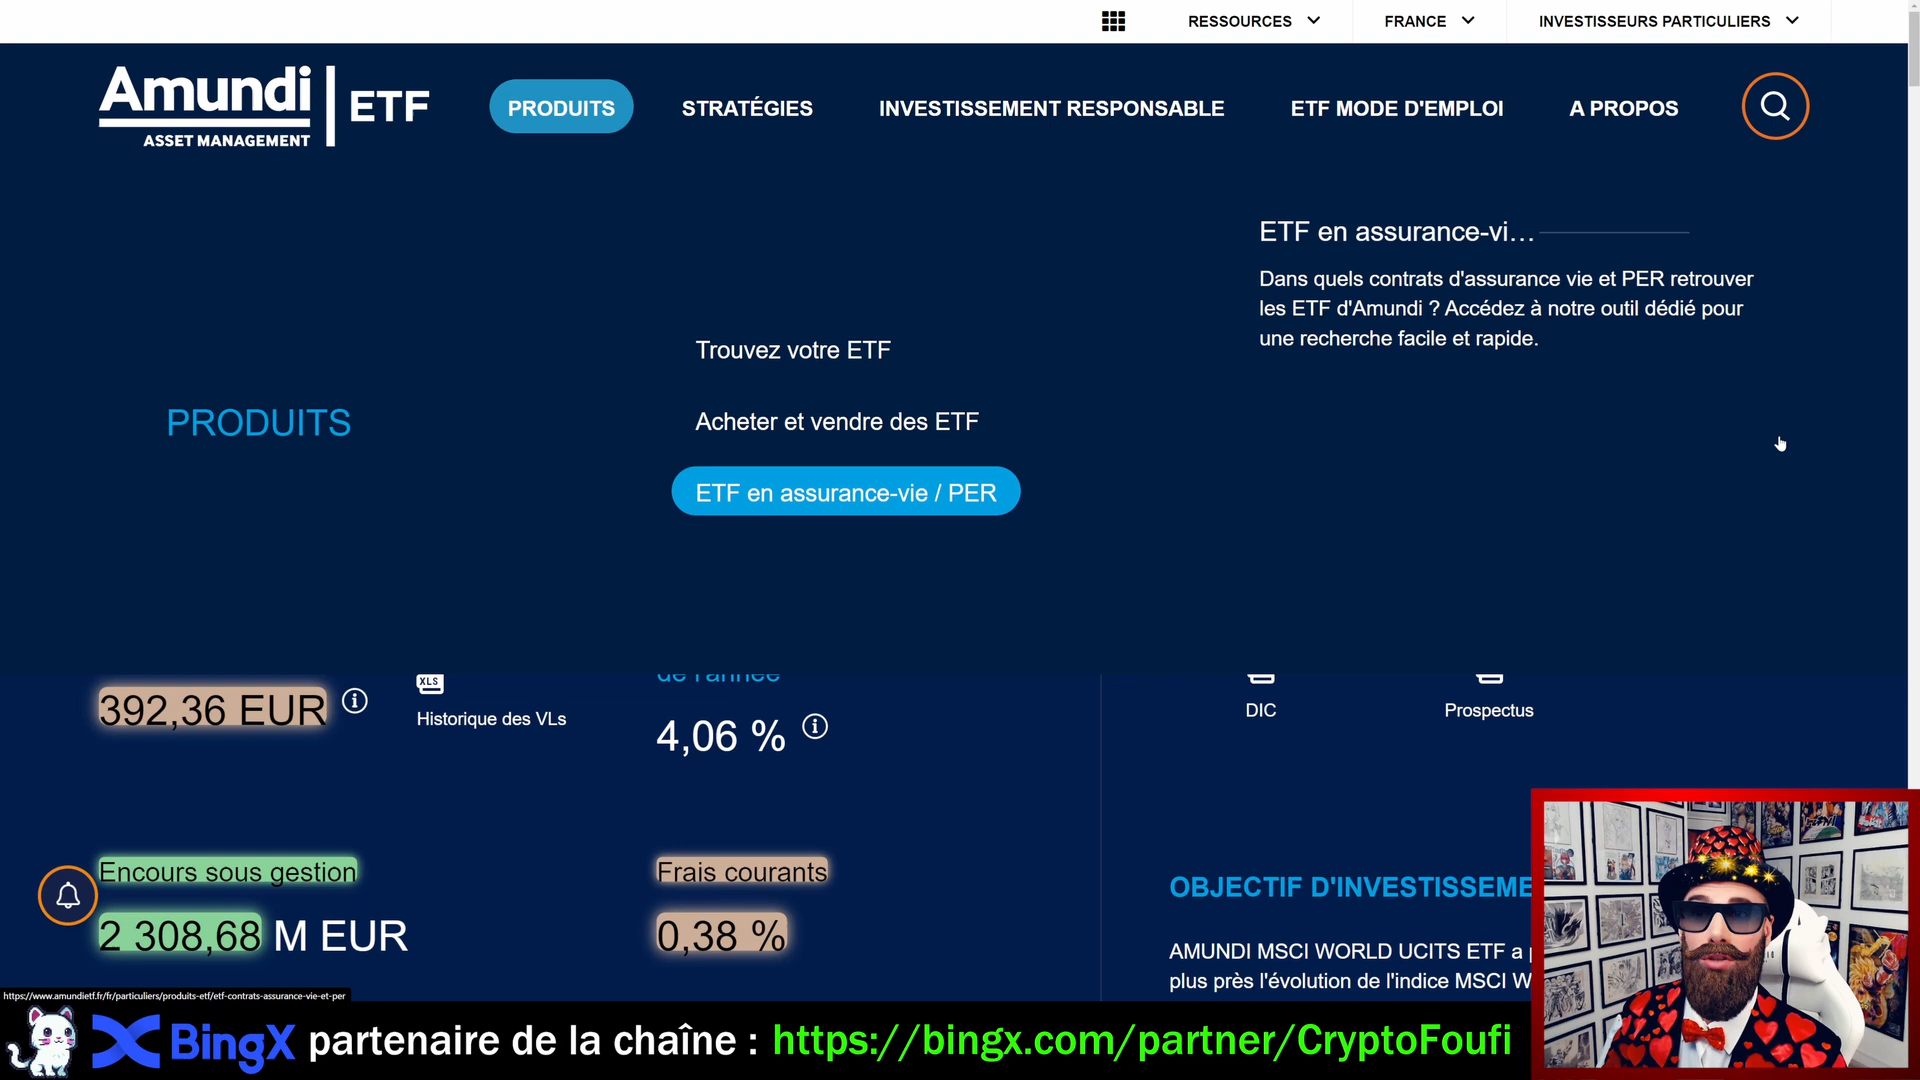 RESSOURCES
FRANCE
INVESTISSEURS PARTICULIERS
Amundi
ASSET MANAGEMENT
ETF
PRODUITS
STRATÉGIES
INVESTISSEMENT RESPONSABLE
ETF MODE D'EMPLOI
A PROPOS
PRODUITS
Trouvez votre ETF
Acheter et vendre des ETF
ETF en assurance-vie / PER
ETF en assurance-vi...
Dans quels contrats d'assurance vie et PER retrouver
les ETF d'Amundi ? Accédez à notre outil dédié pour
une recherche facile et rapide.
392,36 EUR
XLS
Historique des VLs
de l'année
4,06 %
DIC
Prospectus
Encours sous gestion
2 308,68 M EUR
Frais courants
0,38 %
OBJECTIF D'INVESTISSEME
AMUNDI MSCI WORLD UCITS ETF a
plus près l'évolution de l'indice MSCI W
https://www.amundietf.fr/fr/particuliers/produits-etf/etf-contrats-assurance-vie-et-per
BingX partenaire de la chaîne : https://bingx.com/partner/CryptoFoufi